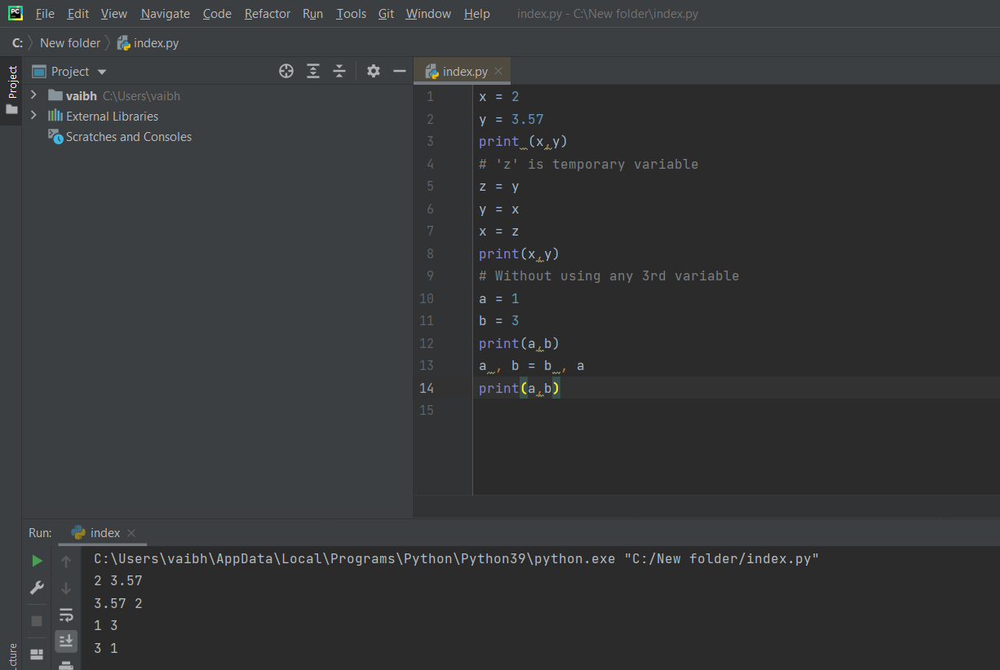 PC File Edit View Navigate Code Refactor Run Tools Git Window Help index.py - C:\New folder\index.py
C: New folder index.py
Project
Project
index.py
vaibh C:\Users\vaibh
External Libraries
Scratches and Consoles
1 x = 2
2 y = 3.57
3 print (x,y)
4 # 'z' is temporary variable
5 z = y
6 y = x
7 x = z
8 print(x,y)
9 # Without using any 3rd variable
10 a = 1
11 b = 3
12 print(a,b)
13 a , b = b , a
14 print(a,b)
15
Run: index
C:\Users\vaibh\AppData\Local\Programs\Python\Python39\python.exe "C:/New folder/index.py"
2 3.57
3.57 2
1 3
3 1